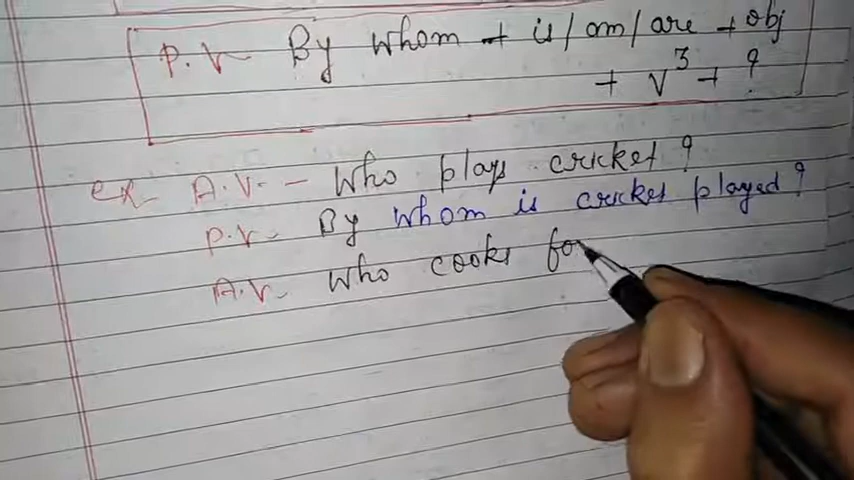 P.V- By whom + is/am/are + obj
+ V3 + ?
ex- A.V- - Who plays cricket ?
P.V- By whom is cricket played ?
A.V- Who cooks fo